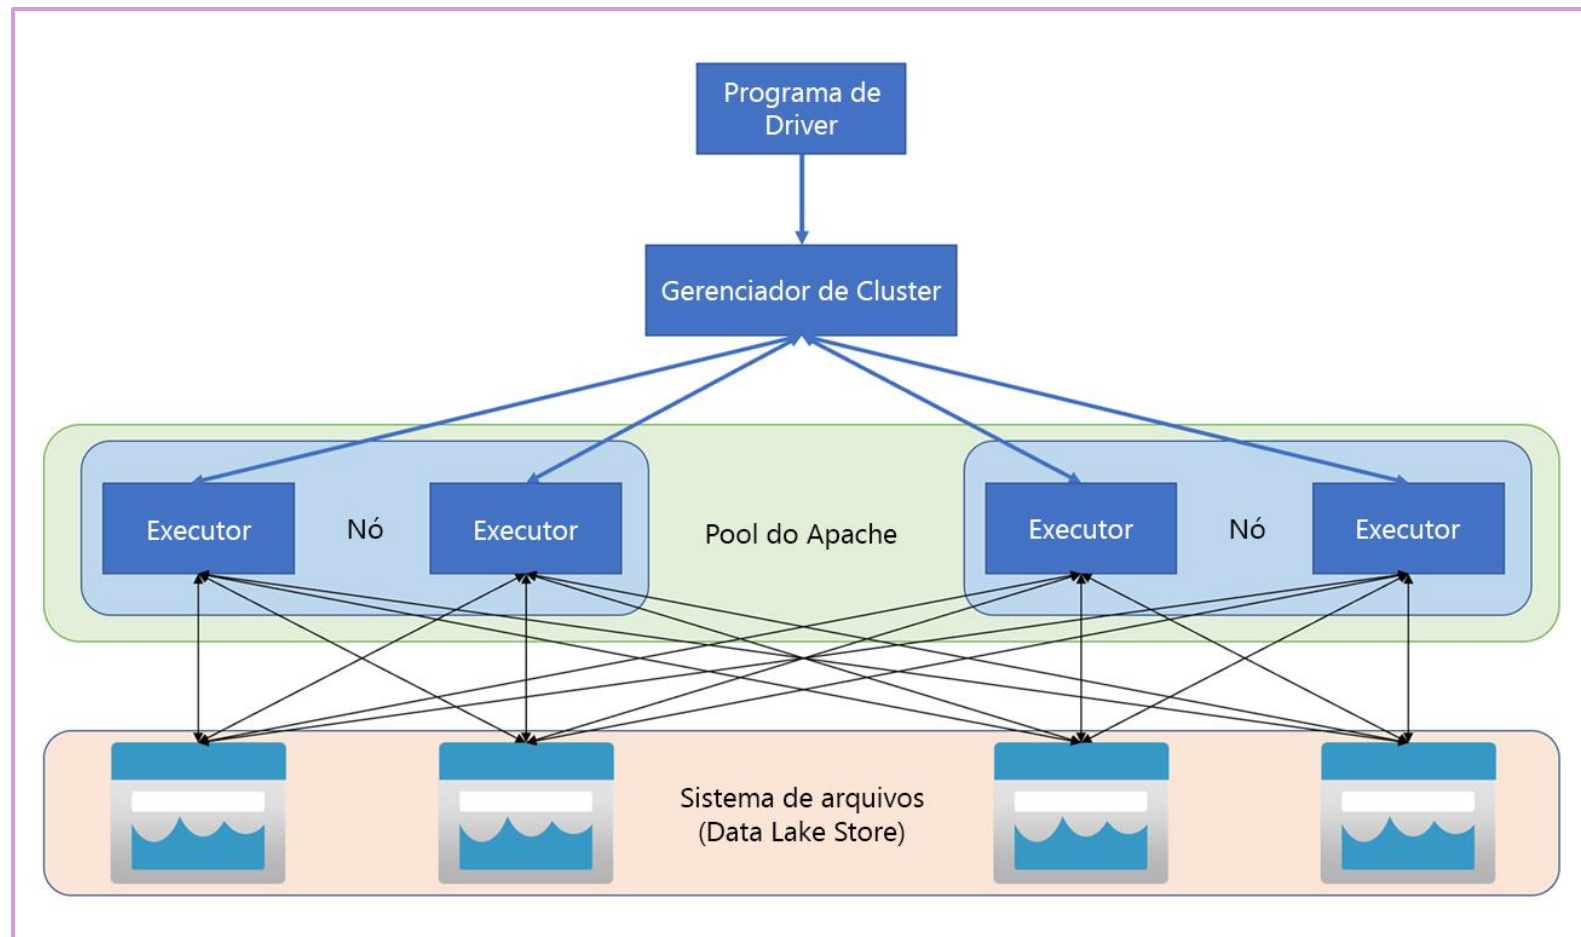 Programa de
Driver
Gerenciador de Cluster
Executor
Nó
Executor
Pool do Apache
Executor
Nó
Executor
Sistema de arquivos
(Data Lake Store)